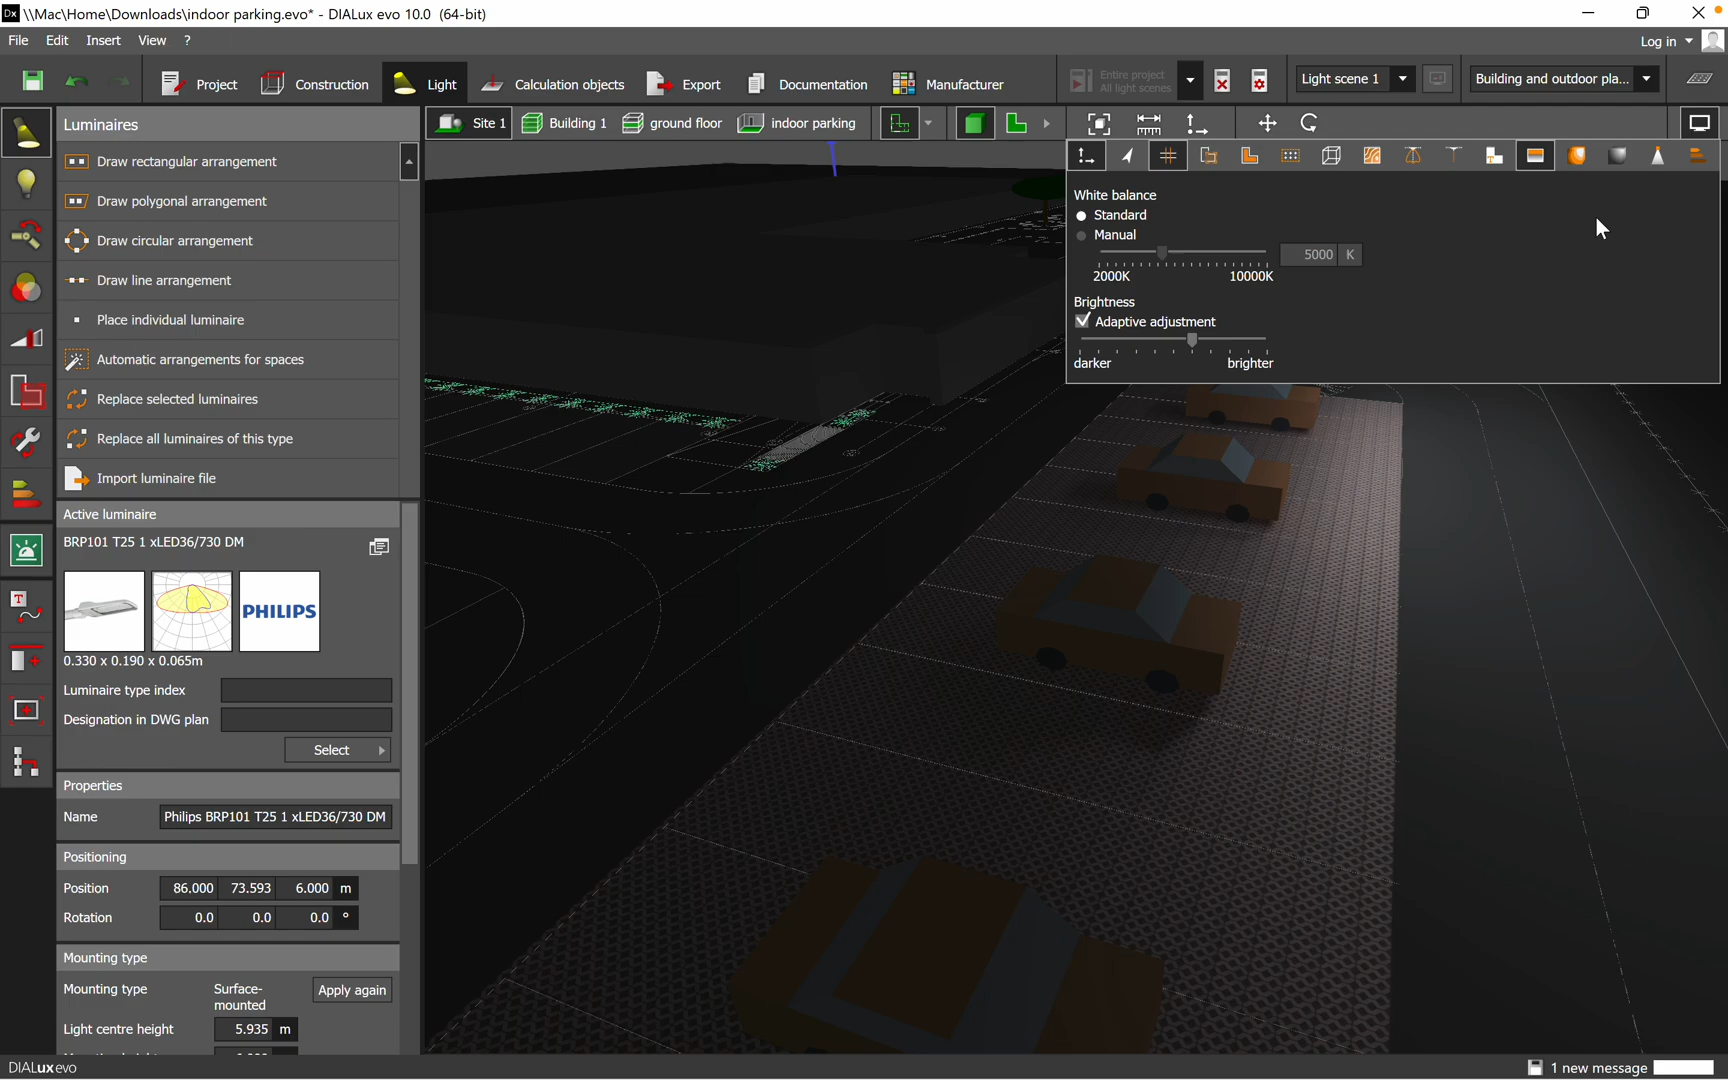 \\Mac\Home\Downloads\indoor parking.evo* - DIALux evo 10.0 (64-bit)
File Edit Insert View ? Log in
Project Construction Light Calculation objects Export Documentation Manufacturer Entire project All light scenes Light scene 1 Building and outdoor pla...
Luminaires
Site 1 Building 1 ground floor indoor parking
Draw rectangular arrangement
Draw polygonal arrangement
Draw circular arrangement
Draw line arrangement
Place individual luminaire
Automatic arrangements for spaces
Replace selected luminaires
Replace all luminaires of this type
Import luminaire file
White balance
Standard
Manual
5000 K
2000K 10000K
Brightness
Adaptive adjustment
darker brighter
Active luminaire
BRP101 T25 1 xLED36/730 DM
PHILIPS
0.330 x 0.190 x 0.065m
Luminaire type index
Designation in DWG plan
Select
Properties
Name Philips BRP101 T25 1 xLED36/730 DM
Positioning
Position 86.000 73.593 6.000 m
Rotation 0.0 0.0 0.0 °
Mounting type
Mounting type Surface-mounted Apply again
Light centre height 5.935 m
DIALux evo 1 new message